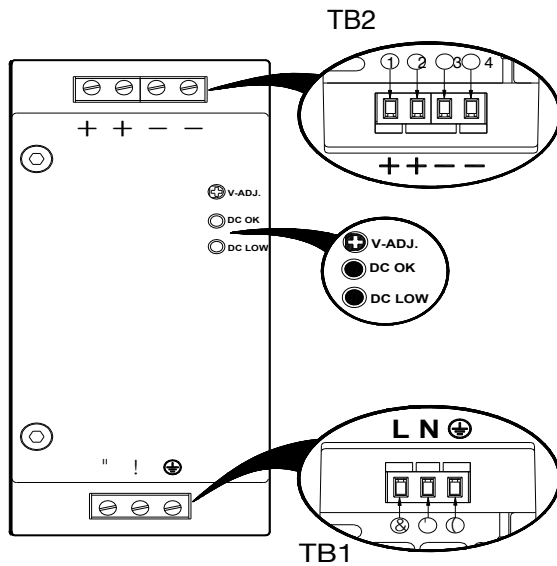 TB2
1 2 3 4
+ + − −
+ + − −
V-ADJ.
DC OK
DC LOW
V-ADJ.
DC OK
DC LOW
L N
" !
&
TB1